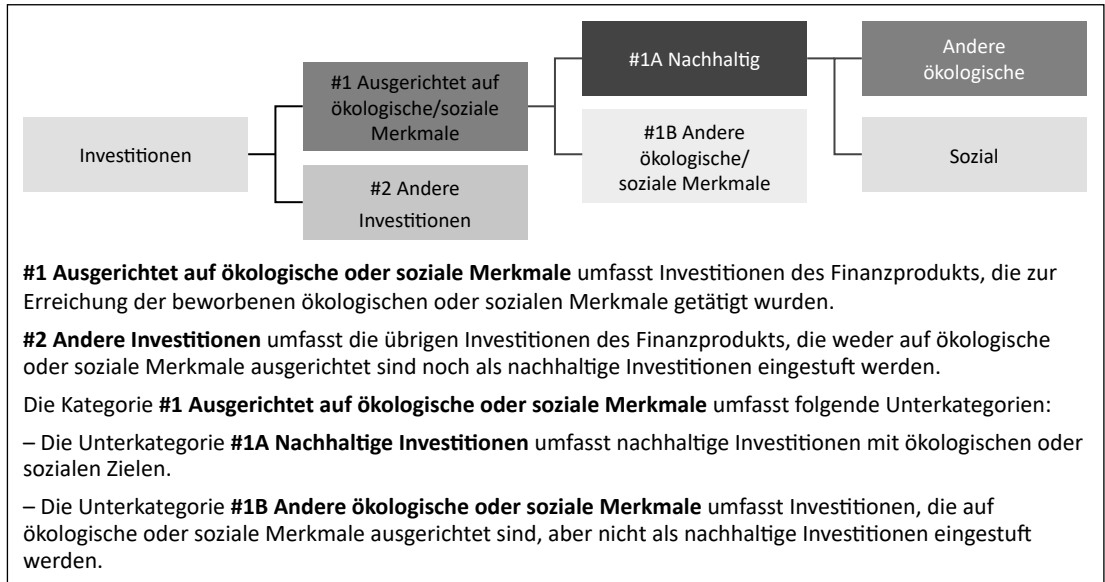 Investitionen
#1 Ausgerichtet auf
ökologische/soziale
Merkmale
#2 Andere
Investitionen
#1A Nachhaltig
#1B Andere
ökologische/
soziale Merkmale
Andere
ökologische
Sozial
#1 Ausgerichtet auf ökologische oder soziale Merkmale umfasst Investitionen des Finanzprodukts, die zur
Erreichung der beworbenen ökologischen oder sozialen Merkmale getätigt wurden.
#2 Andere Investitionen umfasst die übrigen Investitionen des Finanzprodukts, die weder auf ökologische
oder soziale Merkmale ausgerichtet sind noch als nachhaltige Investitionen eingestuft werden.
Die Kategorie #1 Ausgerichtet auf ökologische oder soziale Merkmale umfasst folgende Unterkategorien:
– Die Unterkategorie #1A Nachhaltige Investitionen umfasst nachhaltige Investitionen mit ökologischen oder
sozialen Zielen.
– Die Unterkategorie #1B Andere ökologische oder soziale Merkmale umfasst Investitionen, die auf
ökologische oder soziale Merkmale ausgerichtet sind, aber nicht als nachhaltige Investitionen eingestuft
werden.